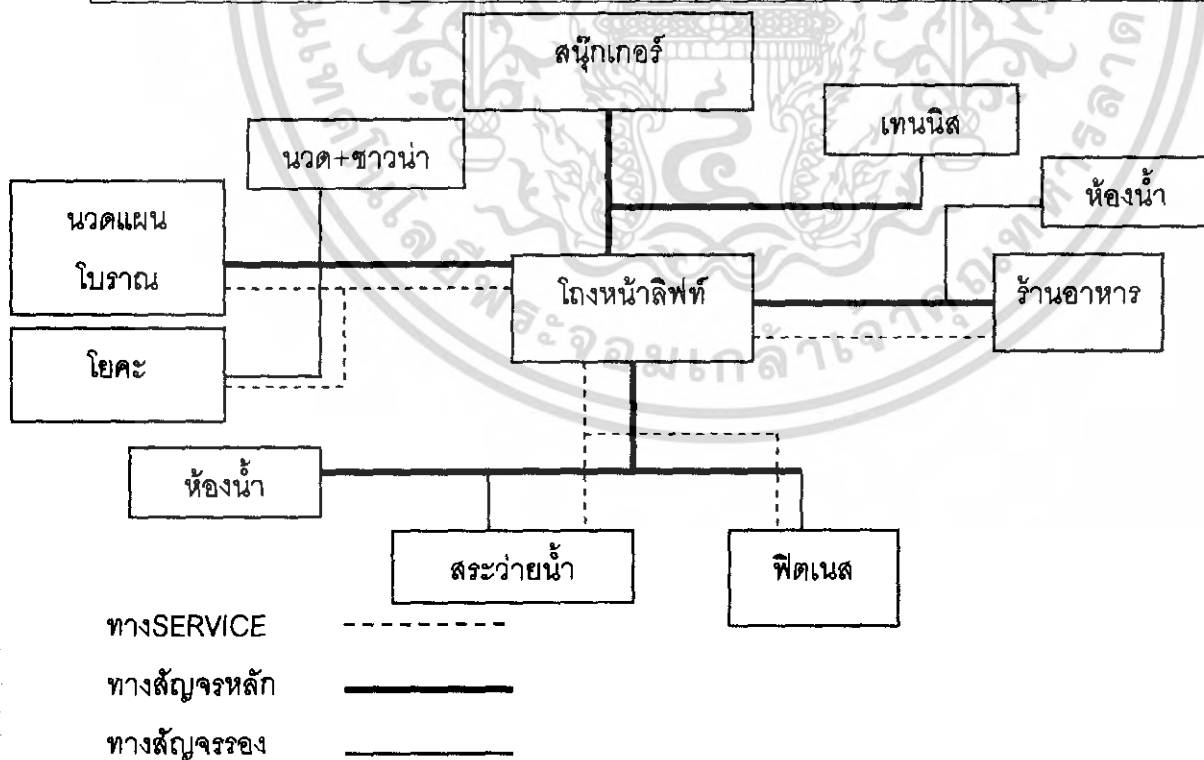 สนุ๊กเกอร์
เทนนิส
นวด+ซาวน่า
ห้องน้ำ
นวดแผน
โบราณ
โถงหน้าลิฟท์
ร้านอาหาร
โยคะ
ห้องน้ำ
สระว่ายน้ำ
ฟิตเนส
ทางSERVICE
ทางสัญจรหลัก
ทางสัญจรรอง